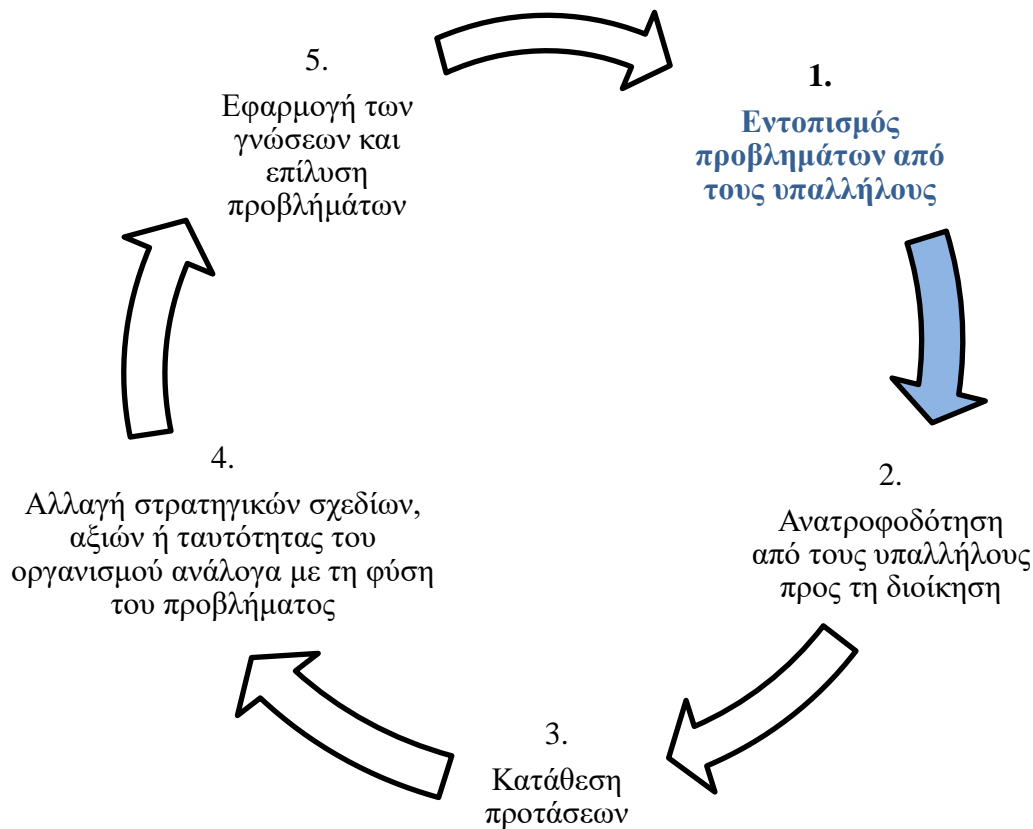 1.
Εντοπισμός
προβλημάτων από
τους υπαλλήλους
2.
Ανατροφοδότηση
από τους υπαλλήλους
προς τη διοίκηση
3.
Κατάθεση
προτάσεων
4.
Αλλαγή στρατηγικών σχεδίων,
αξιών ή ταυτότητας του
οργανισμού ανάλογα με τη φύση
του προβλήματος
5.
Εφαρμογή των
γνώσεων και
επίλυση
προβλήμάτων